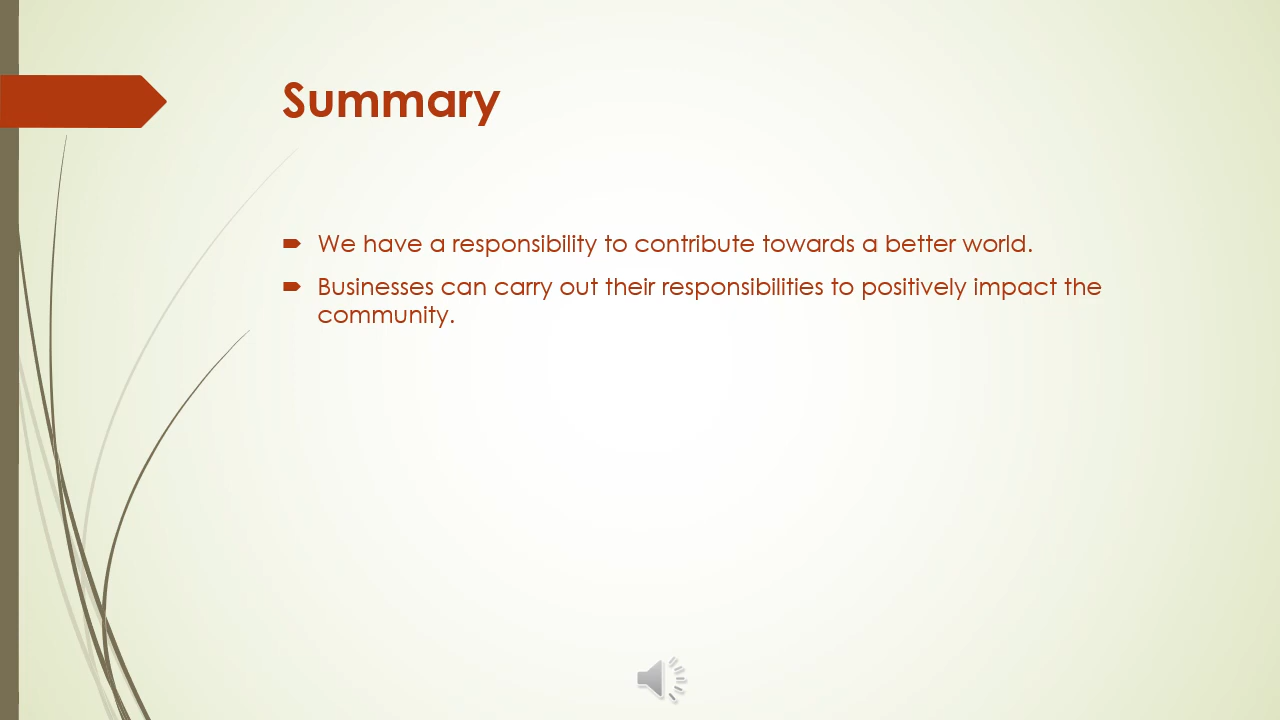 Summary
We have a responsibility to contribute towards a better world.
Businesses can carry out their responsibilities to positively impact the
community.